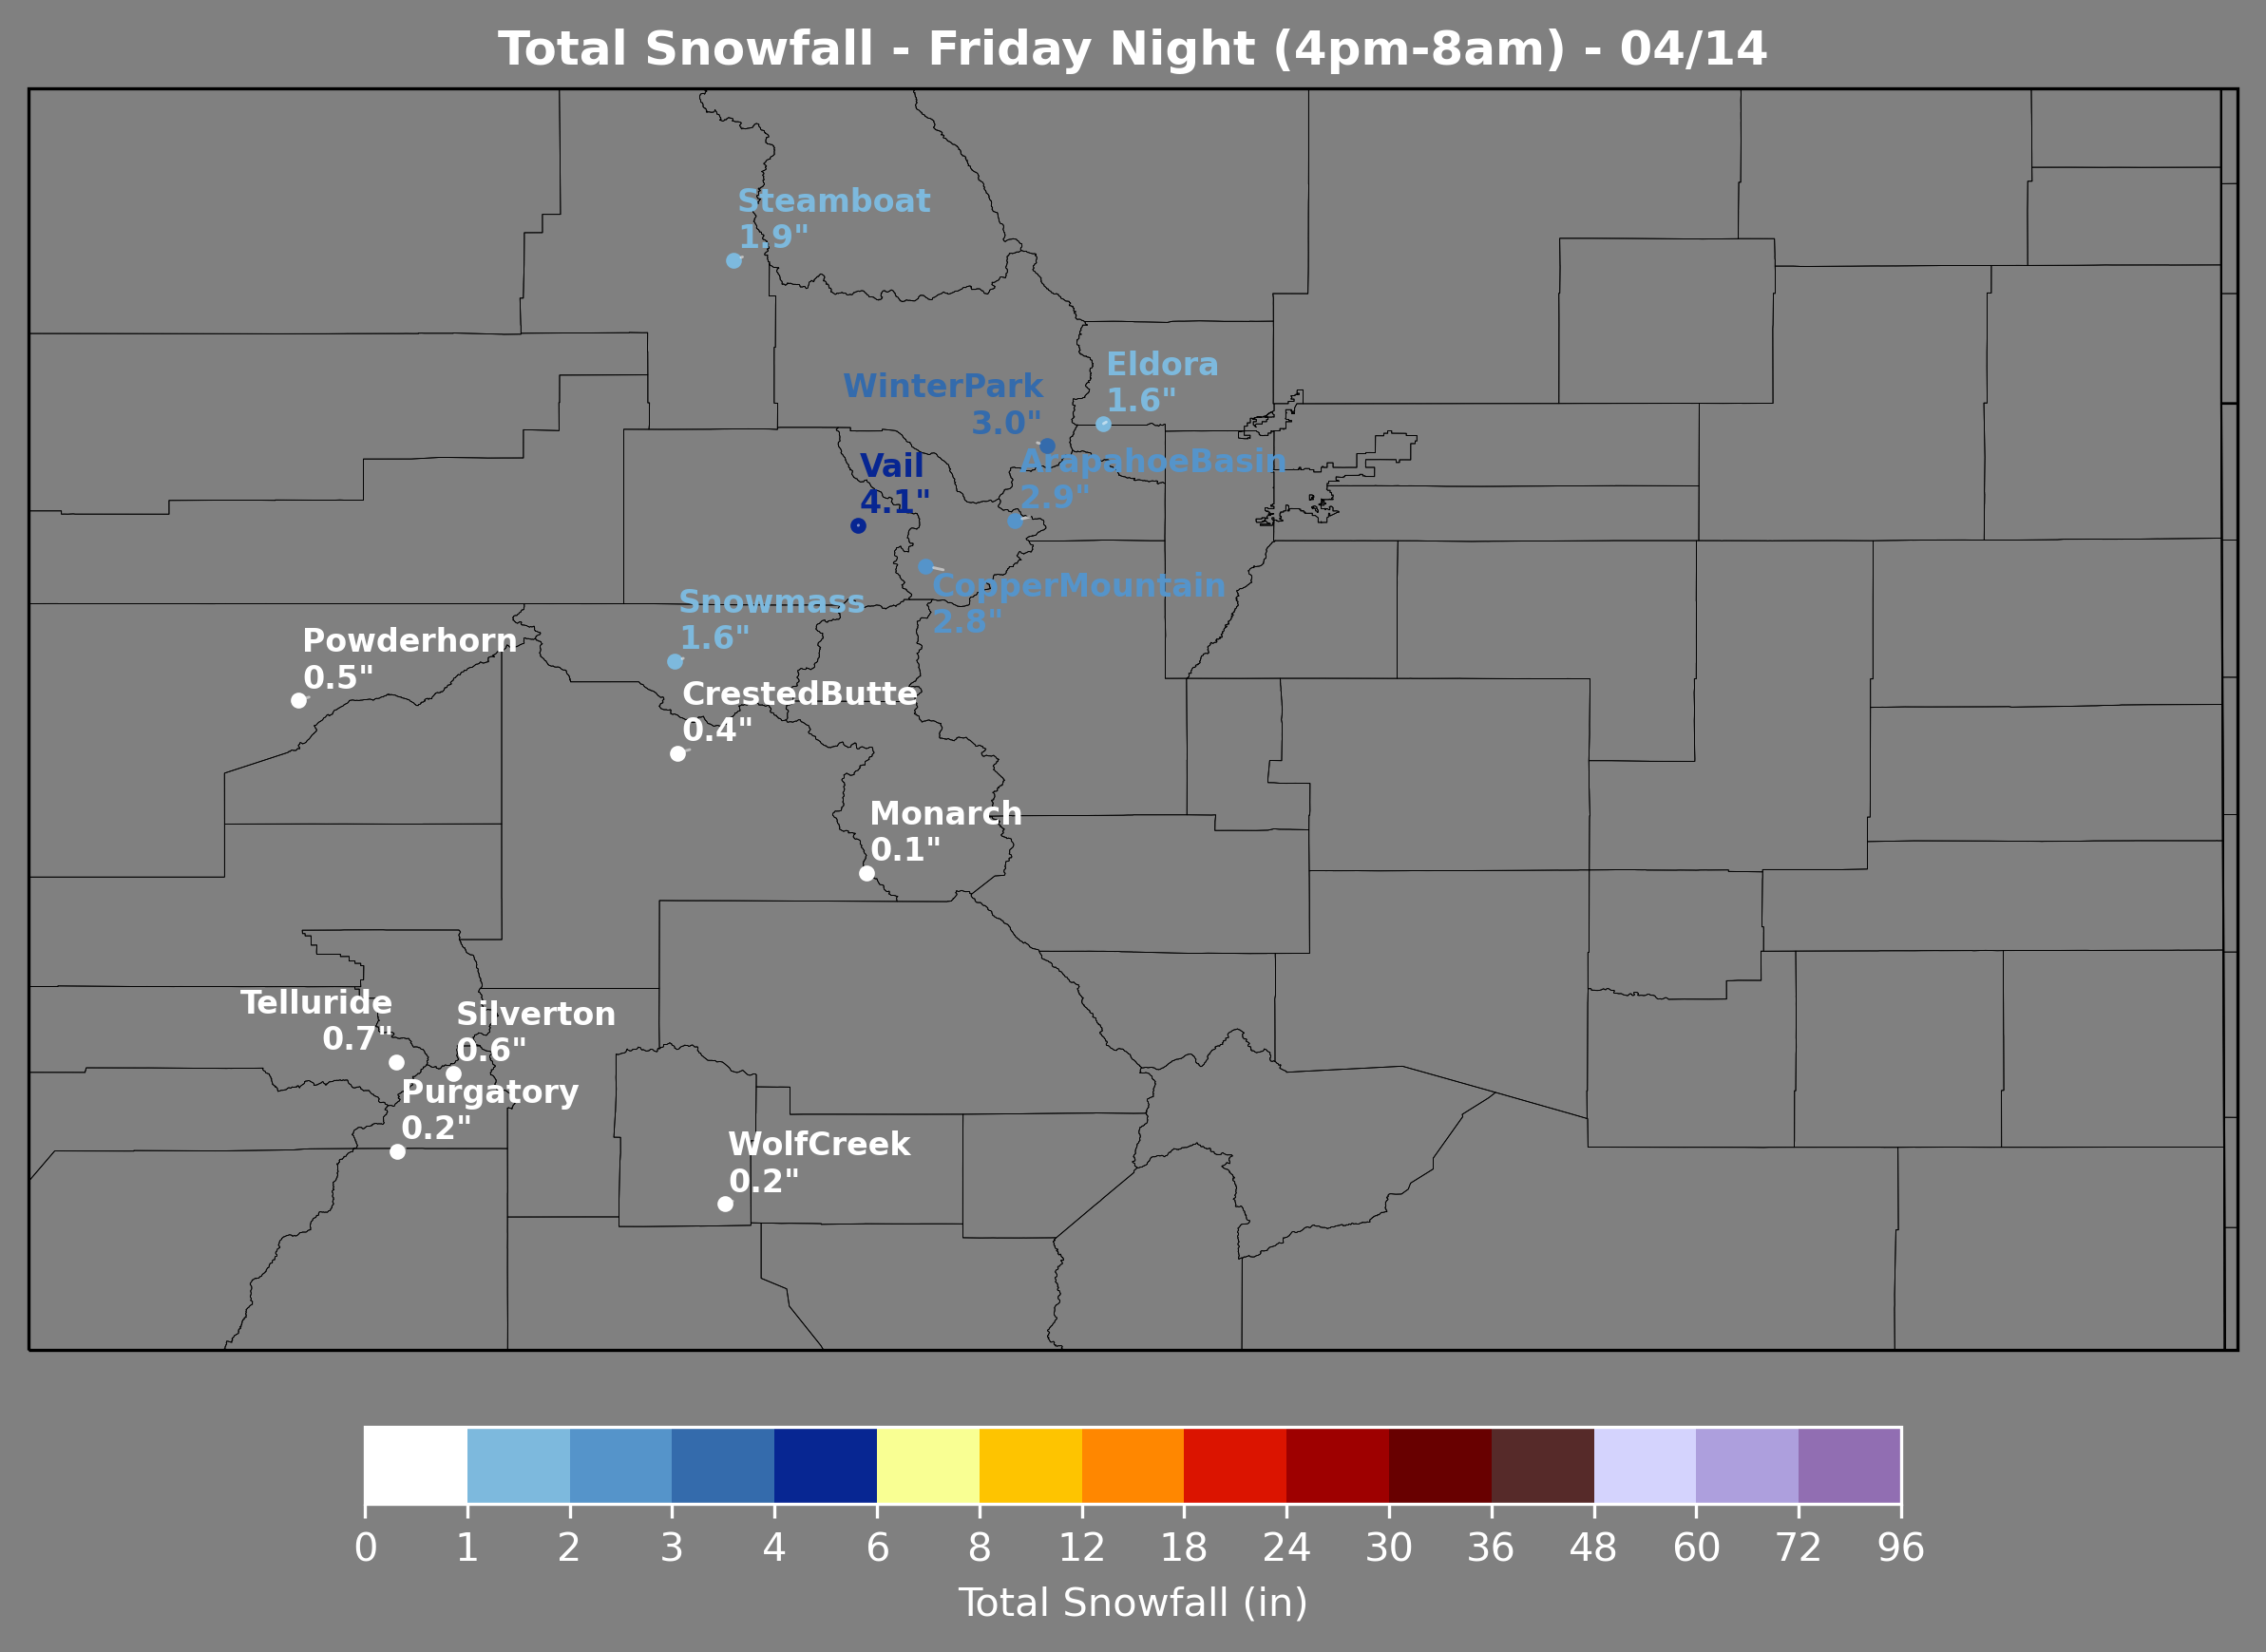 Total Snowfall - Friday Night (4pm-8am) - 04/14
Steamboat
1.9"
Eldora
1.6"
WinterPark
3.0"
ArapahoeBasin
2.9"
Vail
4.1"
CopperMountain
2.8"
Snowmass
1.6"
Powderhorn
0.5"
CrestedButte
0.4"
Monarch
0.1"
Telluride
0.7"
Silverton
0.6"
Purgatory
0.2"
WolfCreek
0.2"
0 1 2 3 4 6 8 12 18 24 30 36 48 60 72 96
Total Snowfall (in)